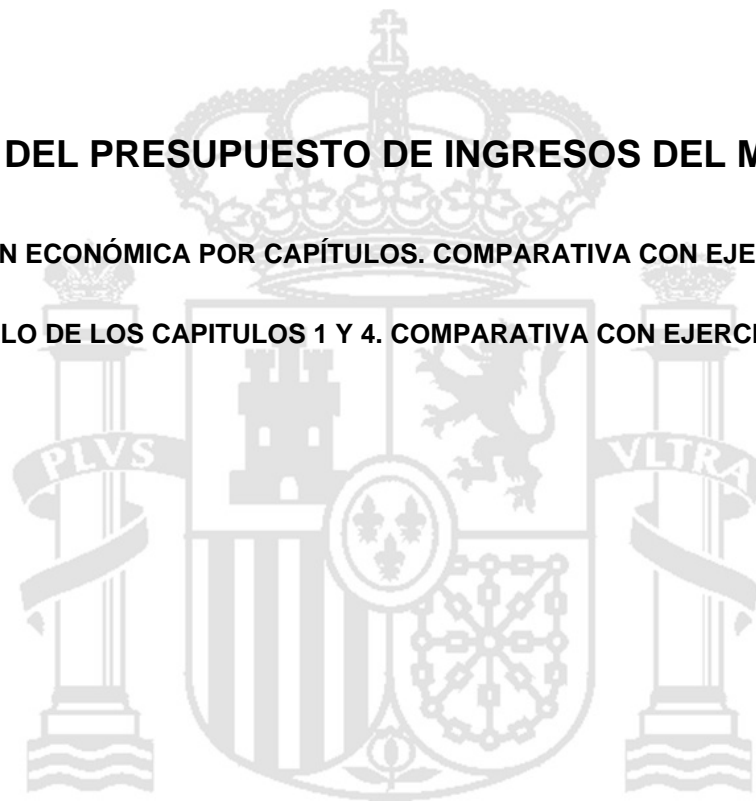 DEL PRESUPUESTO DE INGRESOS DEL M
N ECONÓMICA POR CAPÍTULOS. COMPARATIVA CON EJE
LO DE LOS CAPITULOS 1 Y 4. COMPARATIVA CON EJERCI
PLVS VLTRA